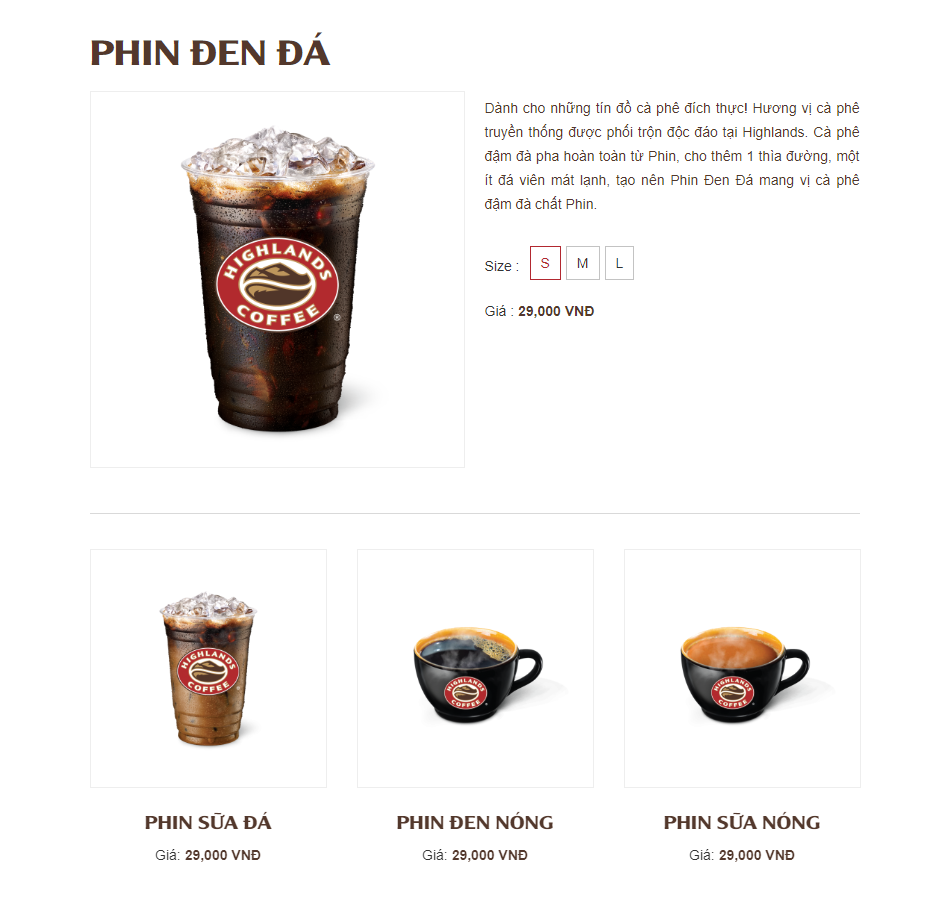 PHIN ĐEN ĐÁ
Dành cho những tín đồ cà phê đích thực! Hương vị cà phê
truyền thống được phối trộn độc đáo tại Highlands. Cà phê
đậm đà pha hoàn toàn từ Phin, cho thêm 1 thìa đường, một
ít đá viên mát lạnh, tạo nên Phin Đen Đá mang vị cà phê
đậm đà chất Phin.
HIGHLANDS
COFFEE
®
Size : S M L
Giá : 29,000 VNĐ
HIGHLANDS
COFFEE
HIGHLANDS
COFFEE
HIGHLANDS
COFFEE
PHIN SỮA ĐÁ
PHIN ĐEN NÓNG
PHIN SỮA NÓNG
Giá: 29,000 VNĐ
Giá: 29,000 VNĐ
Giá: 29,000 VNĐ